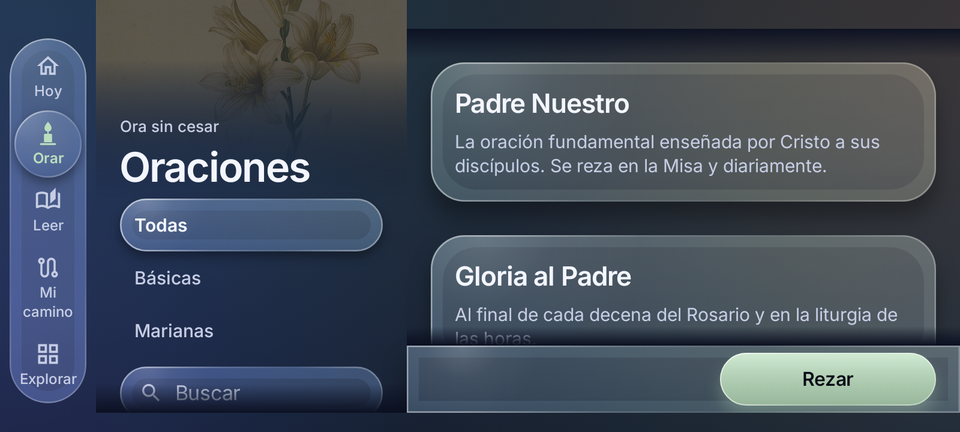 Hoy
Orar
Leer
Mi
camino
Explorar
Ora sin cesar
Oraciones
Todas
Básicas
Marianas
Buscar
Padre Nuestro
La oración fundamental enseñada por Cristo a sus
discípulos. Se reza en la Misa y diariamente.
Gloria al Padre
Al final de cada decena del Rosario y en la liturgia de
las horas.
Rezar